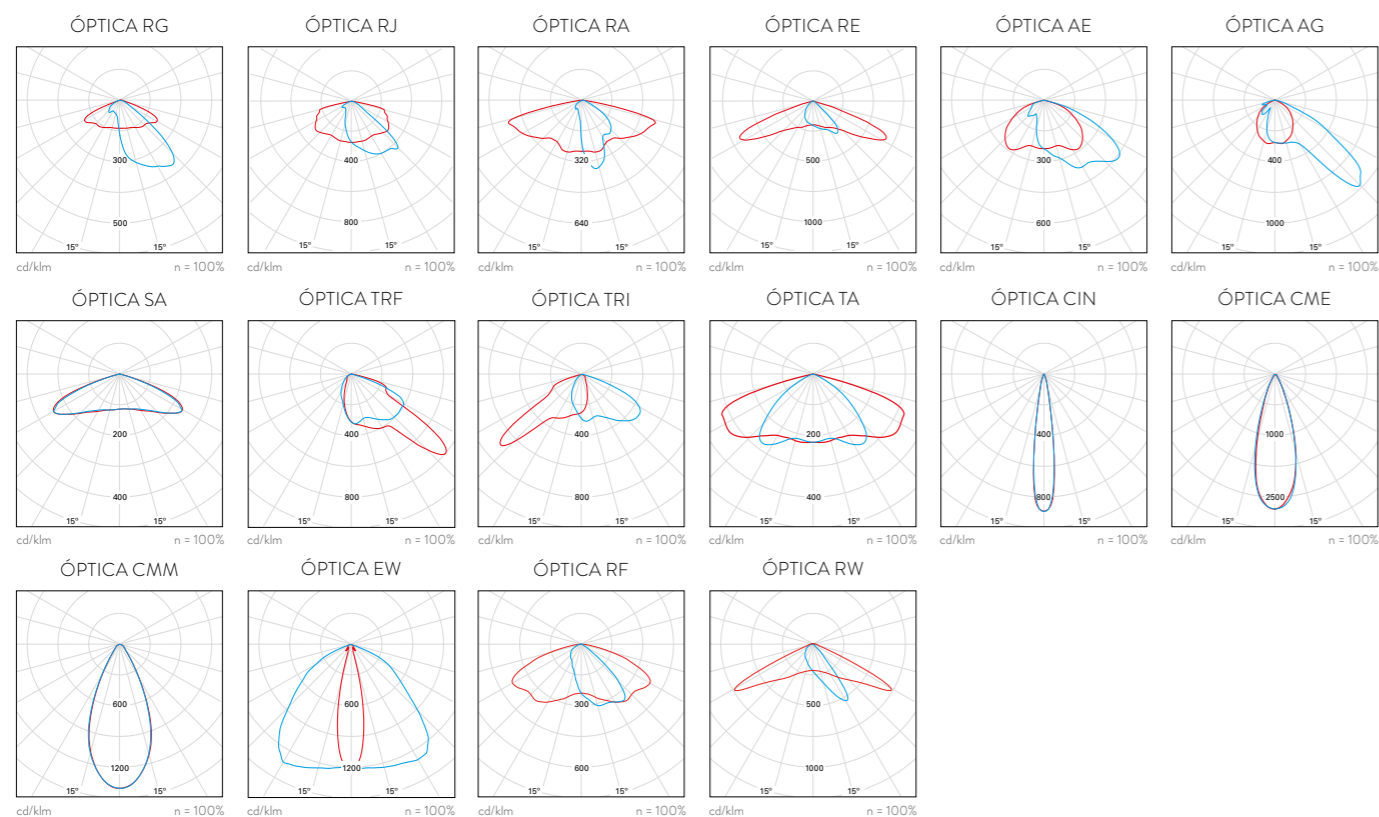 ÓPTICA RG
300
500
15° 15°
cd/klm n = 100%
ÓPTICA RJ
400
800
15° 15°
cd/klm n = 100%
ÓPTICA RA
320
640
15° 15°
cd/klm n = 100%
ÓPTICA RE
500
1000
15° 15°
cd/klm n = 100%
ÓPTICA AE
300
600
15° 15°
cd/klm n = 100%
ÓPTICA AG
400
1000
15° 15°
cd/klm n = 100%
ÓPTICA SA
200
400
15° 15°
cd/klm n = 100%
ÓPTICA TRF
400
800
15° 15°
cd/klm n = 100%
ÓPTICA TRI
400
800
15° 15°
cd/klm n = 100%
ÓPTICA TA
200
400
15° 15°
cd/klm n = 100%
ÓPTICA CIN
400
800
15° 15°
cd/klm n = 100%
ÓPTICA CME
1000
2500
15° 15°
cd/klm n = 100%
ÓPTICA CMM
600
1200
15° 15°
cd/klm n = 100%
ÓPTICA EW
600
1200
15° 15°
cd/klm n = 100%
ÓPTICA RF
300
600
15° 15°
cd/klm n = 100%
ÓPTICA RW
500
1000
15° 15°
cd/klm n = 100%